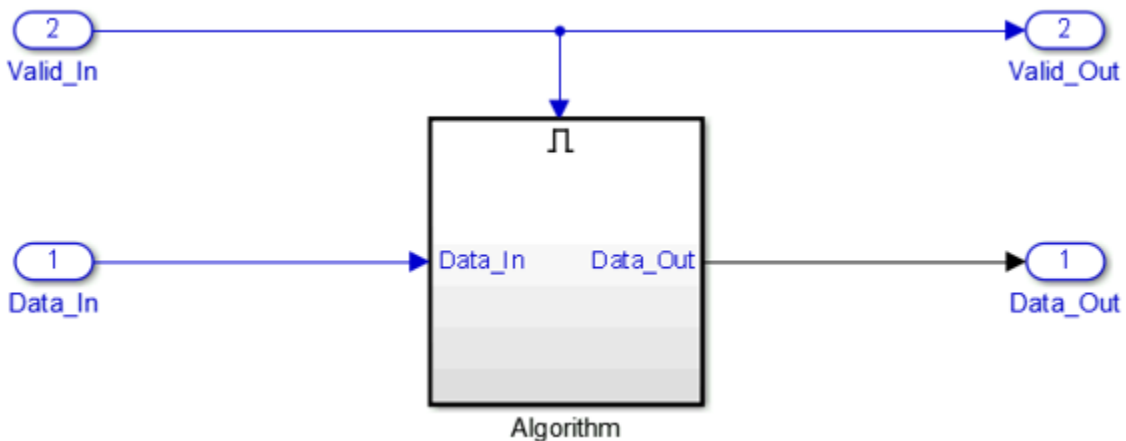 2
Valid_In
2
Valid_Out
1
Data_In
Data_In
Data_Out
1
Data_Out
Algorithm